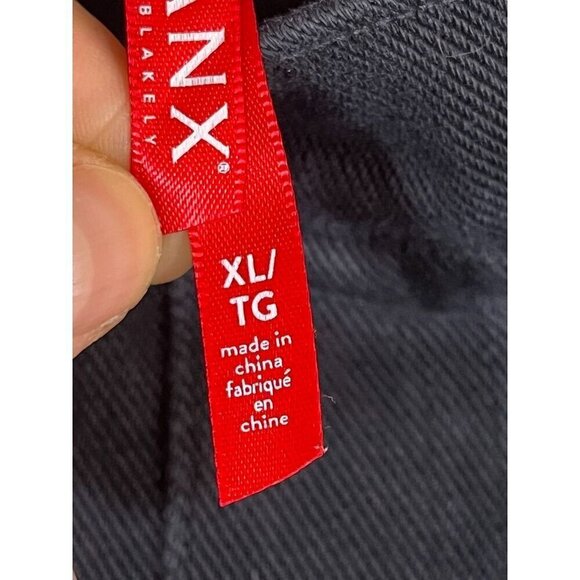 ANX®
BLAKELY
XL/
TG
made in
china
fabriqué
en
chine